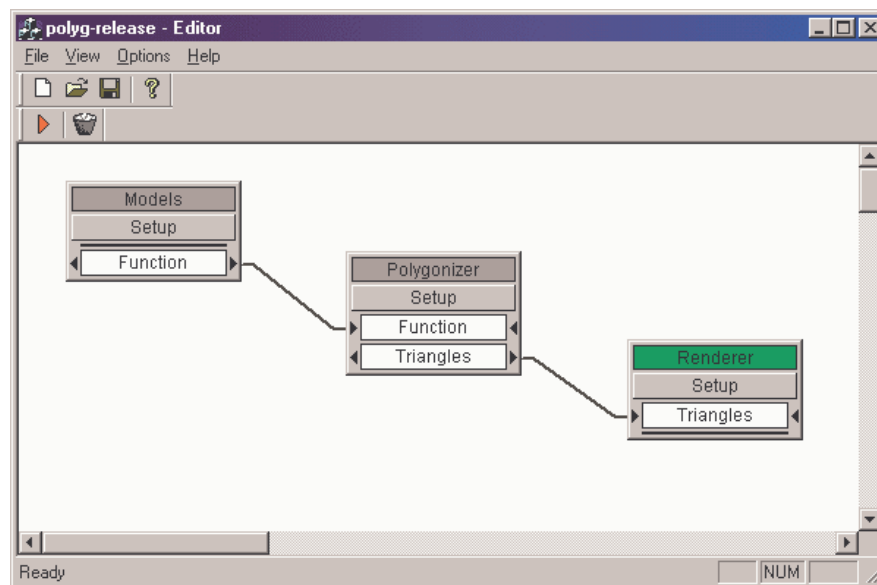 polyg-release - Editor
File View Options Help
Models
Setup
Function
Polygonizer
Setup
Function
Triangles
Renderer
Setup
Triangles
Ready NUM